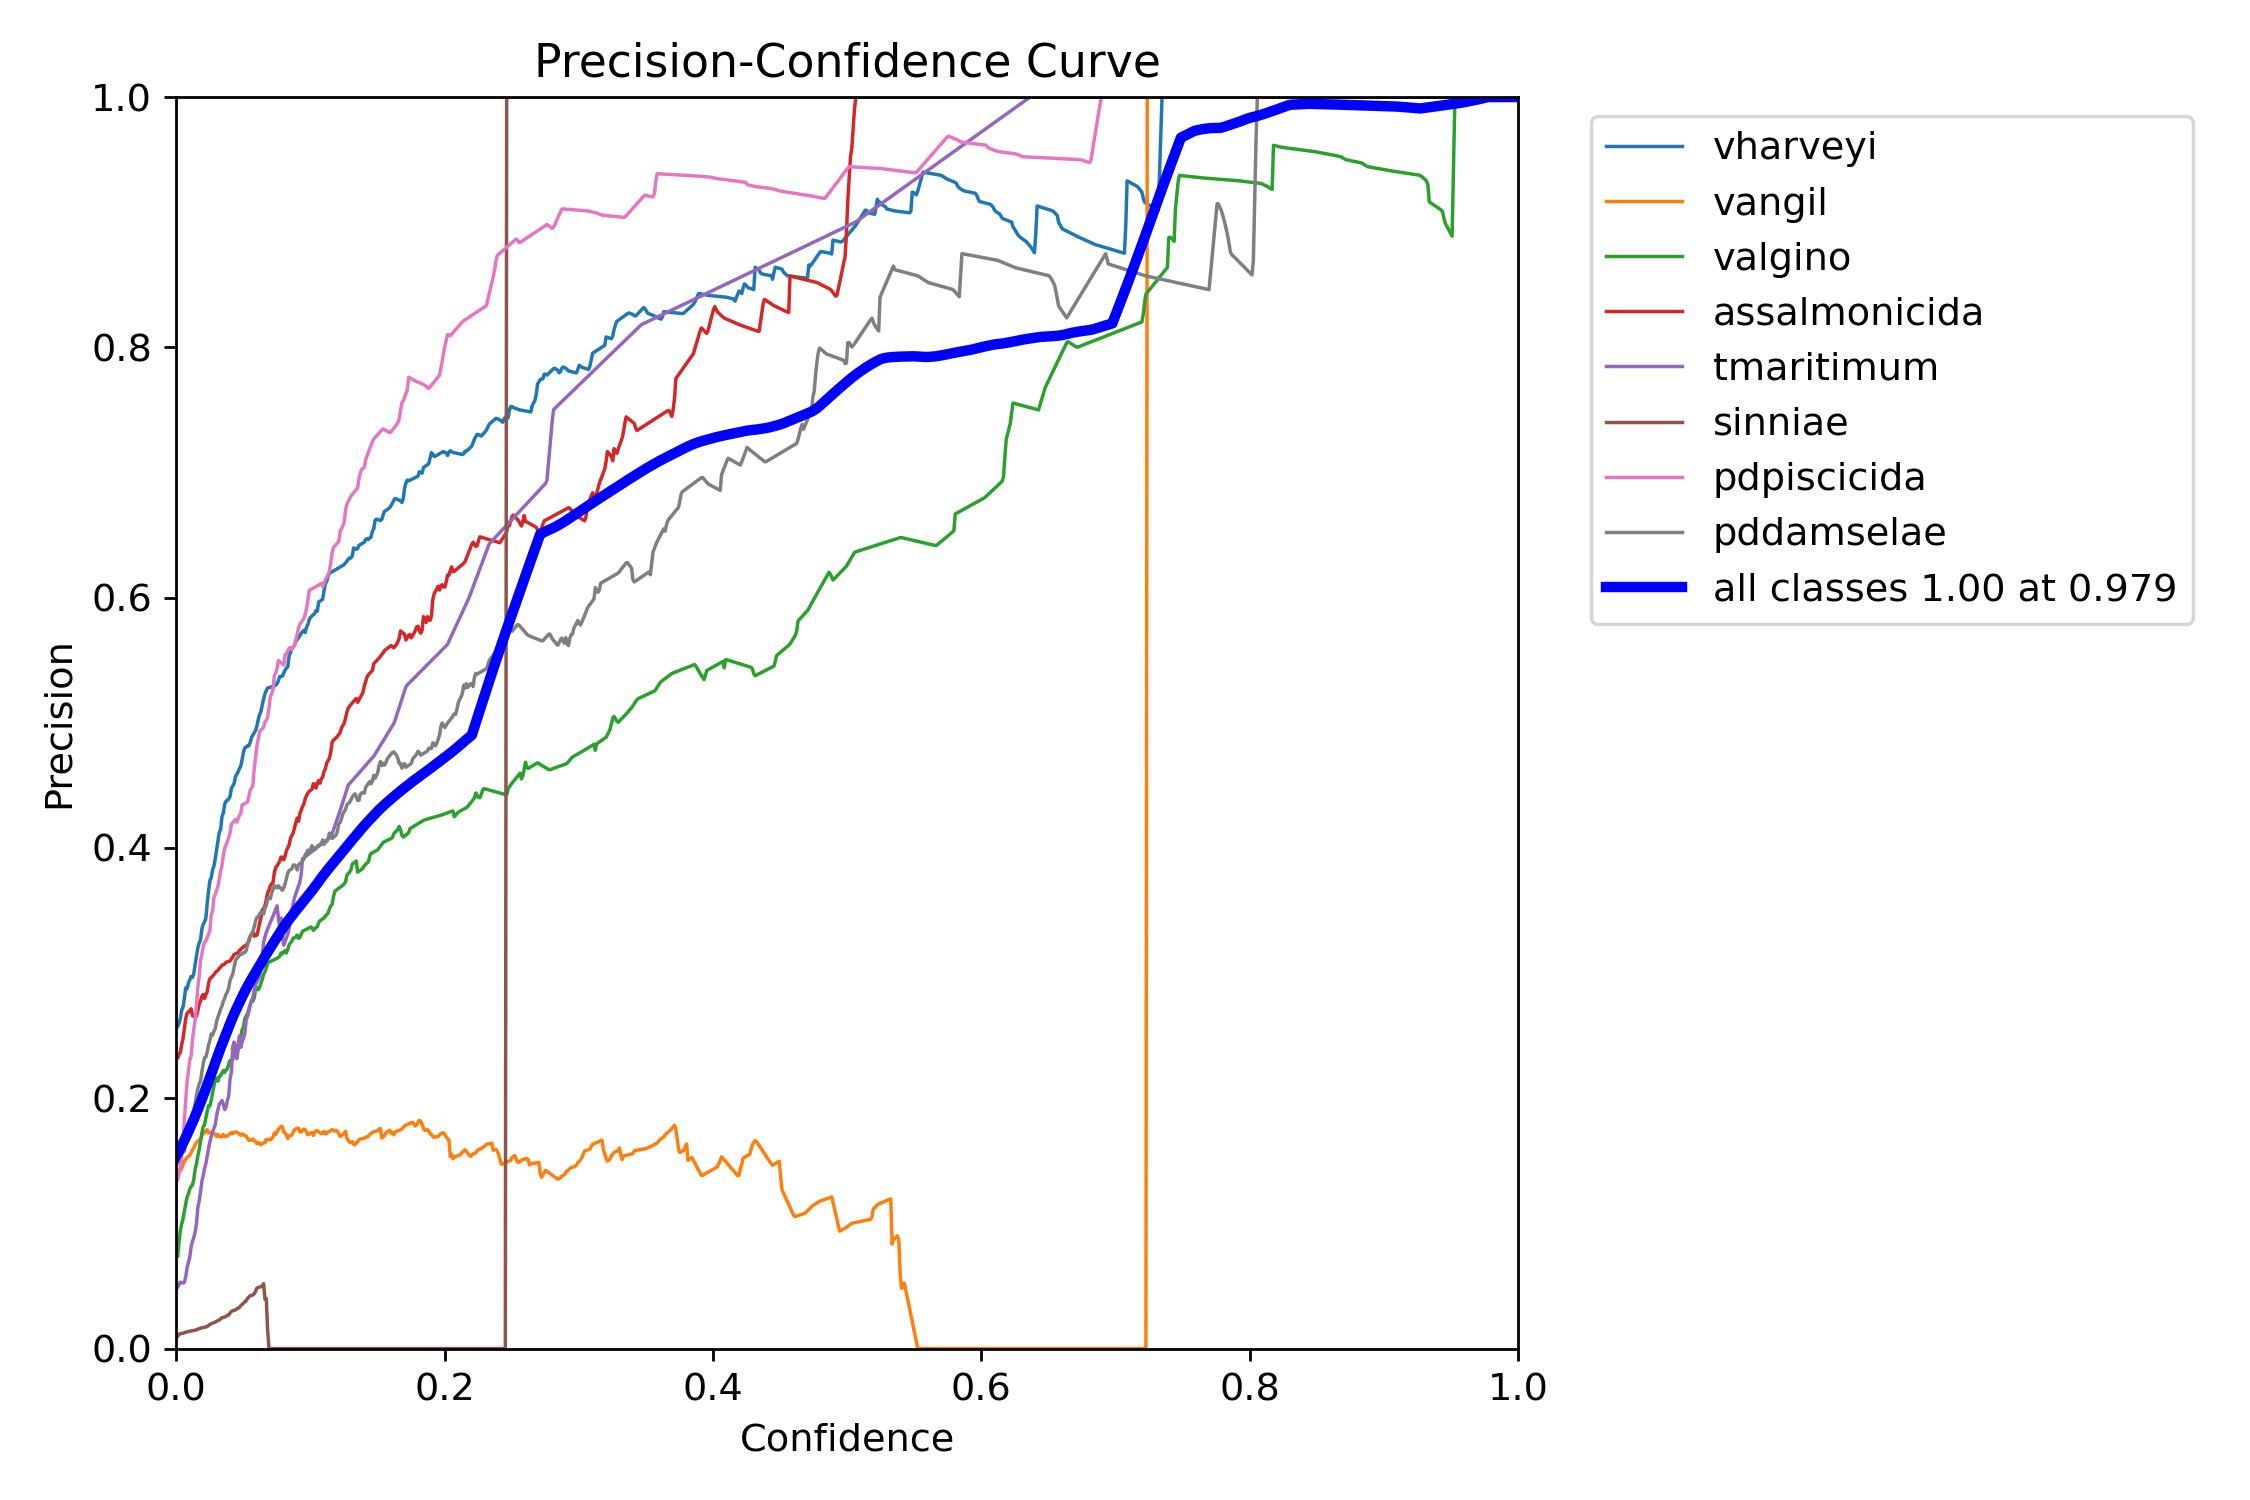 Precision-Confidence Curve
1.0
0.8
0.6
0.4
0.2
0.0
Precision
0.0 0.2 0.4 0.6 0.8 1.0
Confidence
vharveyi
vangil
valgino
assalmonicida
tmaritimum
sinniae
pdpiscicida
pddamselae
all classes 1.00 at 0.979